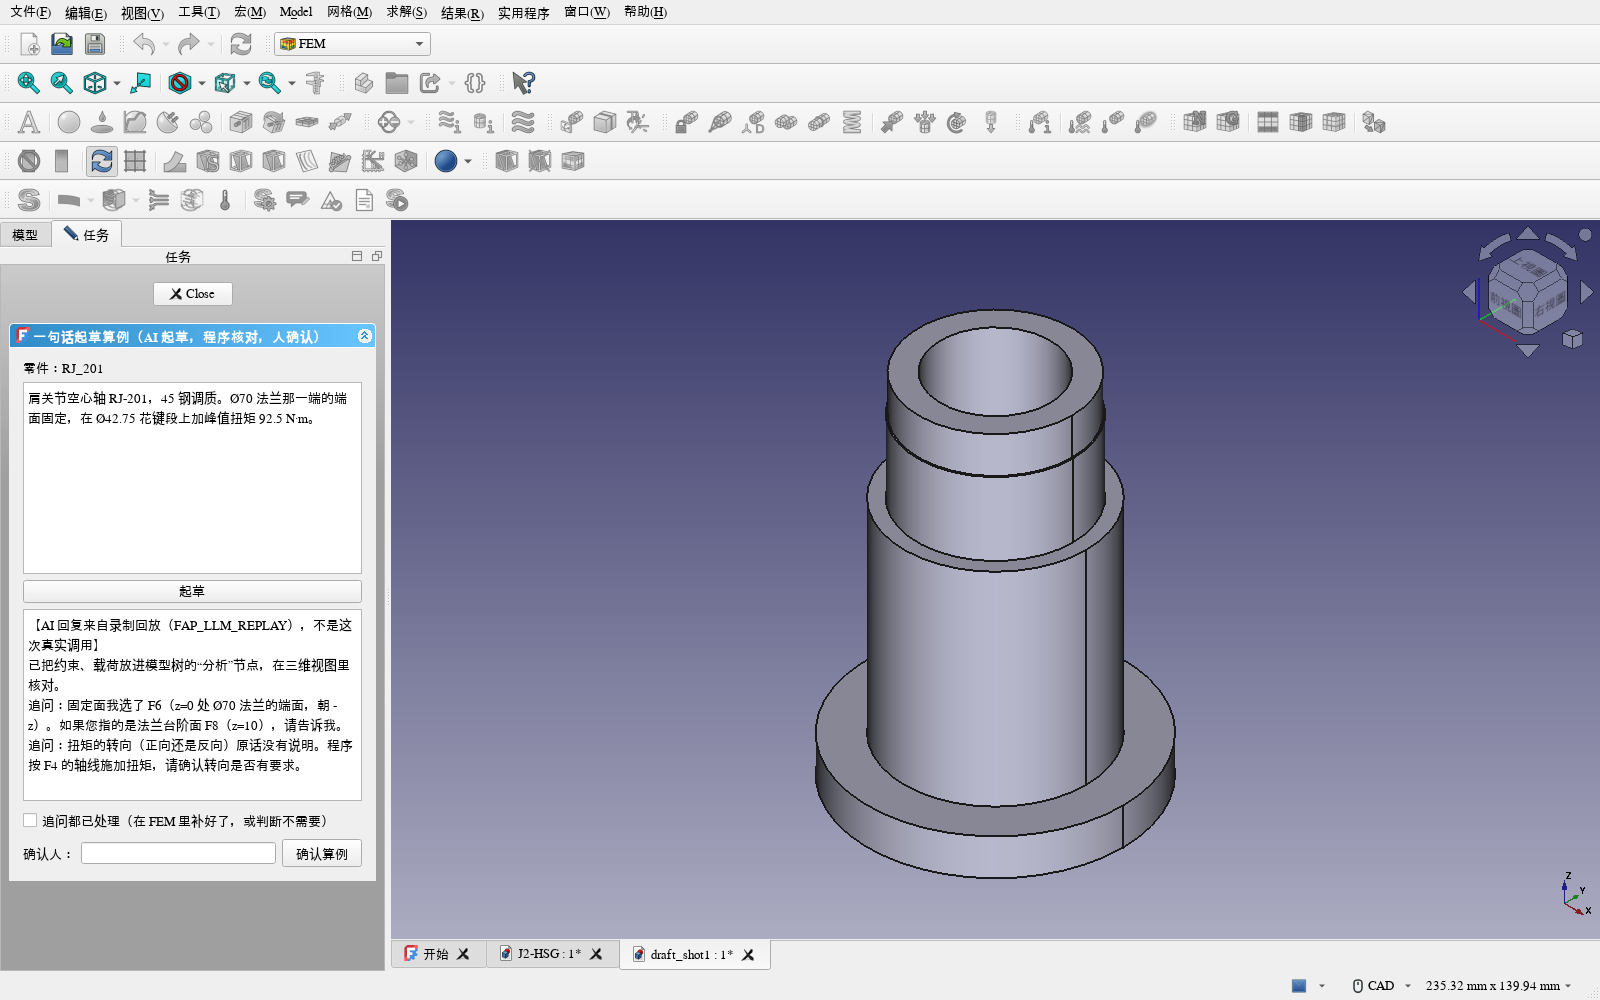 文件(F) 编辑(E) 视图(V) 工具(T) 宏(M) Model 网格(M) 求解(S) 结果(R) 实用程序 窗口(W) 帮助(H)
FEM
模型 任务
任务
Close
一句话起草算例（AI 起草，程序核对，人确认）
零件：RJ_201
肩关节空心轴 RJ-201，45 钢调质。Ø70 法兰那一端的端
面固定，在 Ø42.75 花键段上加峰值扭矩 92.5 N·m。
起草
【AI 回复来自录制回放（FAP_LLM_REPLAY），不是这
次真实调用】
已把约束、载荷放进模型树的“分析”节点，在三维视图里
核对。
追问：固定面我选了 F6（z=0 处 Ø70 法兰的端面，朝 -
z）。如果您指的是法兰台阶面 F8（z=10），请告诉我。
追问：扭矩的转向（正向还是反向）原话没有说明。程序
按 F4 的轴线施加扭矩，请确认转向是否有要求。
追问都已处理（在 FEM 里补好了，或判断不需要）
确认人：
确认算例
上视图
前视图
右视图
Z
Y
X
开始 J2-HSG : 1* draft_shot1 : 1*
CAD 235.32 mm x 139.94 mm